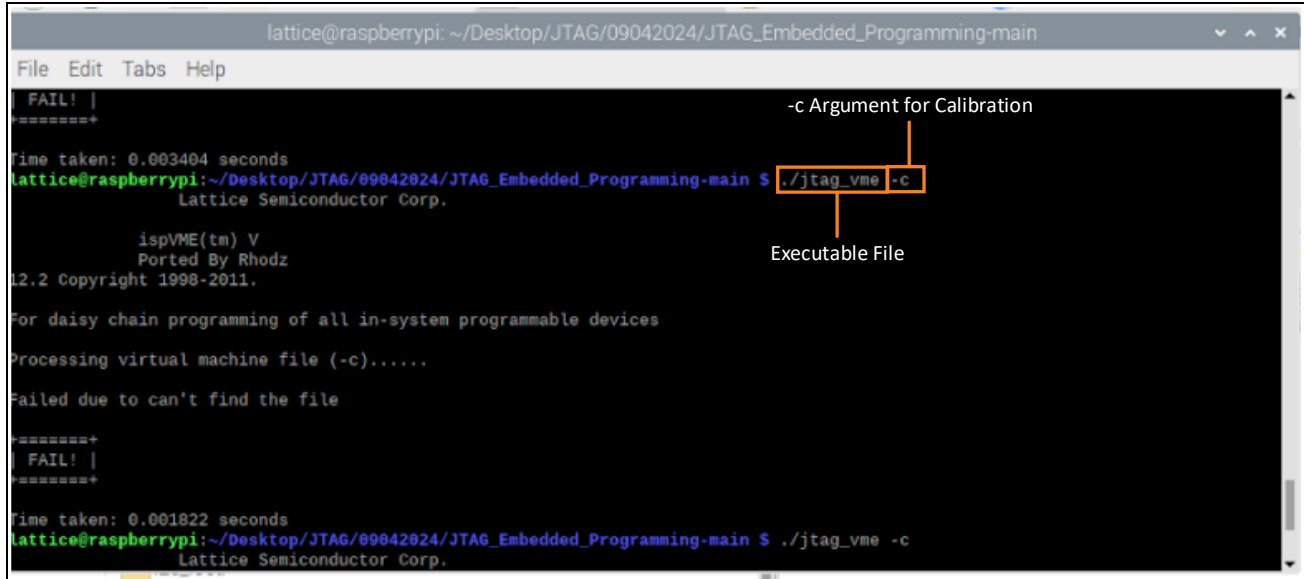 lattice@raspberrypi: ~/Desktop/JTAG/09042024/JTAG_Embedded_Programming-main
File Edit Tabs Help
| FAIL! |
+=======+
-c Argument for Calibration
Time taken: 0.003404 seconds
lattice@raspberrypi:~/Desktop/JTAG/09042024/JTAG_Embedded_Programming-main $ ./jtag_vme -c
Lattice Semiconductor Corp.
ispVME(tm) V
Ported By Rhodz
Executable File
12.2 Copyright 1998-2011.
For daisy chain programming of all in-system programmable devices
Processing virtual machine file (-c)......
Failed due to can't find the file
+=======+
| FAIL! |
+=======+
Time taken: 0.001822 seconds
lattice@raspberrypi:~/Desktop/JTAG/09042024/JTAG_Embedded_Programming-main $ ./jtag_vme -c
Lattice Semiconductor Corp.